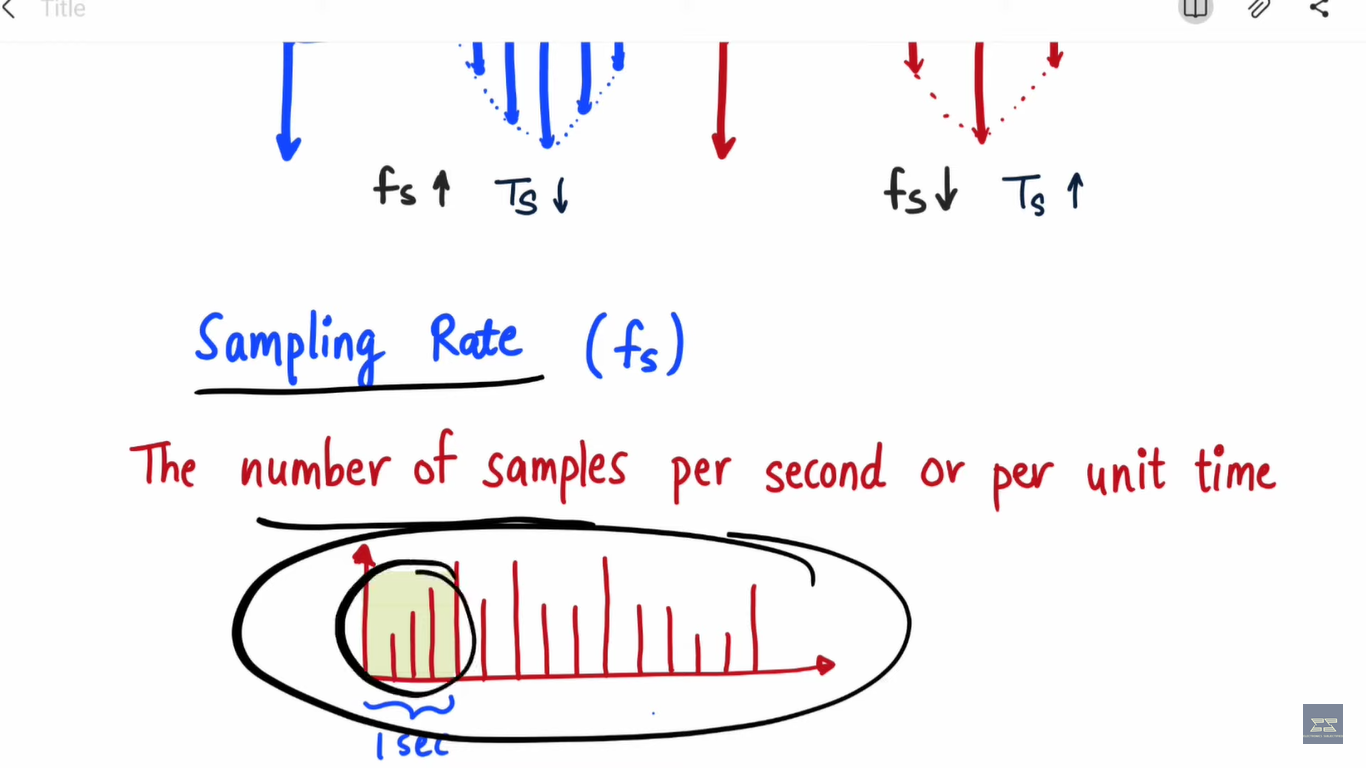 Title
fs ↑ Ts ↓ fs ↓ Ts ↑
Sampling Rate (fs)
The number of samples per second or per unit time
1 sec